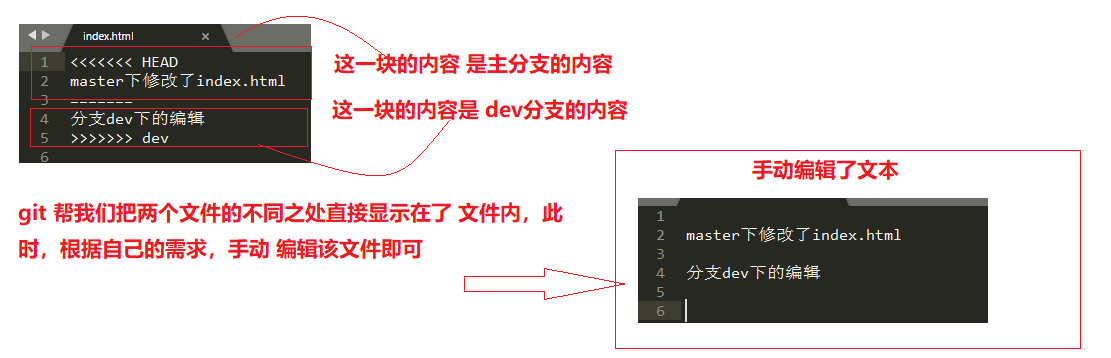 index.html ×
1 <<<<<<< HEAD
2 master下修改了index.html
3 =======
4 分支dev下的编辑
5 >>>>>>> dev
6
这一块的内容 是主分支的内容
这一块的内容是 dev分支的内容
git 帮我们把两个文件的不同之处直接显示在了 文件内，此
时，根据自己的需求，手动 编辑该文件即可
手动编辑了文本
1
2 master下修改了index.html
3
4 分支dev下的编辑
5
6